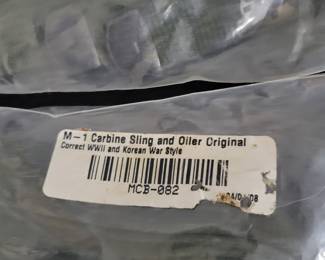 M-1 Carbine Sling and Oiler Original
Correct WWII and Korean War Style
MCB-082